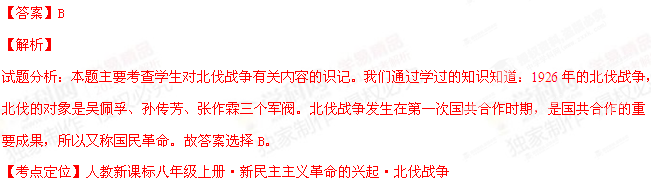 【答案】B
【解析】
试题分析：本题主要考查学生对北伐战争有关内容的识记。我们通过学过的知识知道：1926 年的北伐战争，
北伐的对象是吴佩孚、孙传芳、张作霖三个军阀。北伐战争发生在第一次国共合作时期，是国共合作的重
要成果，所以又称国民革命。故答案选择 B。
【考点定位】人教新课标八年级上册·新民主主义革命的兴起·北伐战争